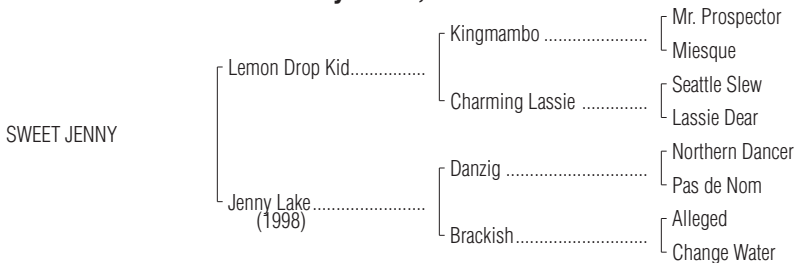 Mr. Prospector
Kingmambo ......................
Miesque
Lemon Drop Kid................
Seattle Slew
Charming Lassie ..............
Lassie Dear
SWEET JENNY
Northern Dancer
Danzig ..............................
Pas de Nom
Jenny Lake........................
(1998)
Alleged
Brackish............................
Change Water